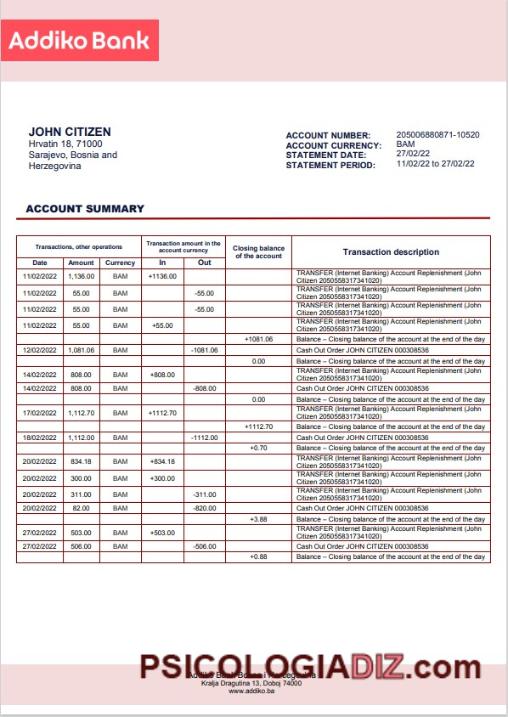 Addiko Bank
JOHN CITIZEN
Hrvatin 18, 71000
Sarajevo, Bosnia and
Herzegovina
ACCOUNT NUMBER: 205006880871-10520
ACCOUNT CURRENCY: BAM
STATEMENT DATE: 27/02/22
STATEMENT PERIOD: 11/02/22 to 27/02/22
ACCOUNT SUMMARY
Transactions, other operations
Transaction amount in the
account currency
Closing balance
of the account
Transaction description
Date Amount Currency In Out
11/02/2022 1,136.00 BAM +1136.00 TRANSFER (Internet Banking) Account Replenishment (John
Citizen 2050558317341020)
11/02/2022 55.00 BAM -55.00 TRANSFER (Internet Banking) Account Replenishment (John
Citizen 2050558317341020)
11/02/2022 55.00 BAM -55.00 TRANSFER (Internet Banking) Account Replenishment (John
Citizen 2050558317341020)
11/02/2022 55.00 BAM +55.00 TRANSFER (Internet Banking) Account Replenishment (John
Citizen 2050558317341020)
+1081.06 Balance – Closing balance of the account at the end of the day
12/02/2022 1,081.06 BAM -1081.06 Cash Out Order JOHN CITIZEN 000308536
0.00 Balance – Closing balance of the account at the end of the day
14/02/2022 808.00 BAM +808.00 TRANSFER (Internet Banking) Account Replenishment (John
Citizen 2050558317341020)
14/02/2022 808.00 BAM -808.00 Cash Out Order JOHN CITIZEN 000308536
0.00 Balance – Closing balance of the account at the end of the day
17/02/2022 1,112.70 BAM +1112.70 TRANSFER (Internet Banking) Account Replenishment (John
Citizen 2050558317341020)
+1112.70 Balance – Closing balance of the account at the end of the day
18/02/2022 1,112.00 BAM -1112.00 Cash Out Order JOHN CITIZEN 000308536
+0.70 Balance – Closing balance of the account at the end of the day
20/02/2022 834.18 BAM +834.18 TRANSFER (Internet Banking) Account Replenishment (John
Citizen 2050558317341020)
20/02/2022 300.00 BAM +300.00 TRANSFER (Internet Banking) Account Replenishment (John
Citizen 2050558317341020)
20/02/2022 311.00 BAM -311.00 TRANSFER (Internet Banking) Account Replenishment (John
Citizen 2050558317341020)
20/02/2022 82.00 BAM -820.00 Cash Out Order JOHN CITIZEN 000308536
+3.88 Balance – Closing balance of the account at the end of the day
27/02/2022 503.00 BAM +503.00 TRANSFER (Internet Banking) Account Replenishment (John
Citizen 2050558317341020)
27/02/2022 506.00 BAM -506.00 Cash Out Order JOHN CITIZEN 000308536
+0.88 Balance – Closing balance of the account at the end of the day
PSICOLOGIADIZ.com
Kralja Dragutina 13, Doboj 74000
www.addiko.ba